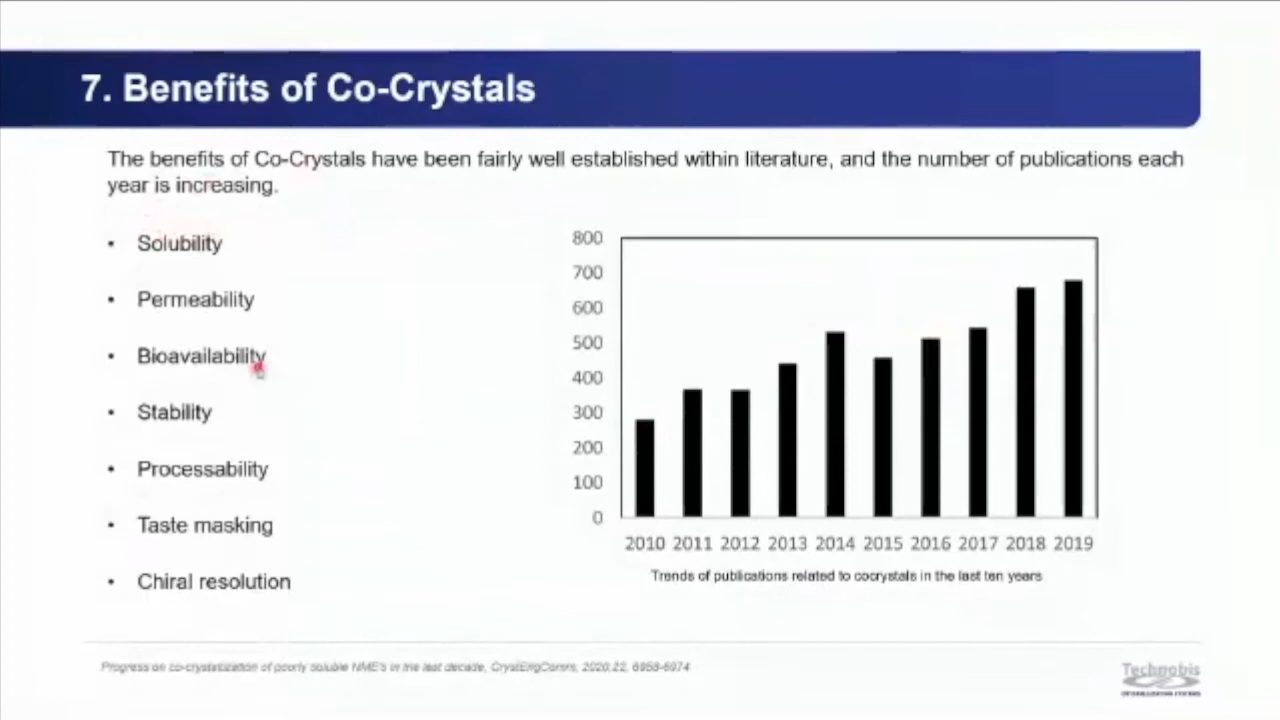 7. Benefits of Co-Crystals
The benefits of Co-Crystals have been fairly well established within literature, and the number of publications each
year is increasing.
• Solubility
• Permeability
• Bioavailability
• Stability
• Processability
• Taste masking
• Chiral resolution
800
700
600
500
400
300
200
100
0
2010 2011 2012 2013 2014 2015 2016 2017 2018 2019
Trends of publications related to cocrystals in the last ten years
Progress on co-crystallization of poorly soluble NME's in the last decade, CrystEngComm, 2020,22, 6958-6974
Technobis